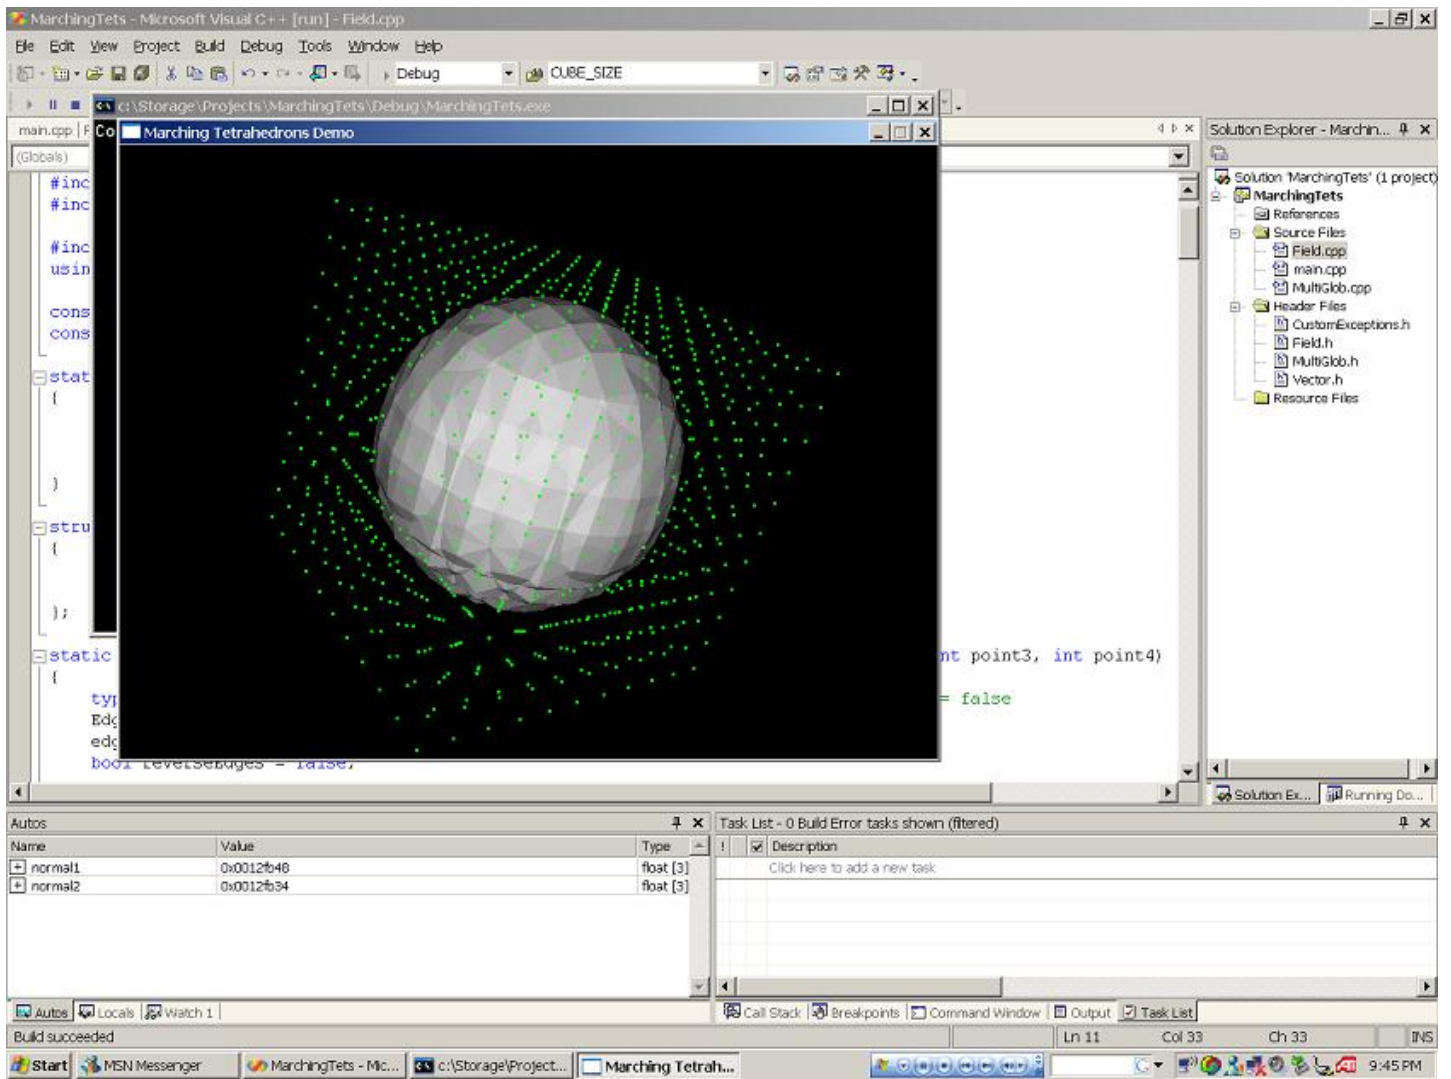 MarchingTets - Microsoft Visual C++ [run] - Field.cpp
File Edit View Project Build Debug Tools Window Help
Debug CUBE_SIZE
c:\Storage\Projects\MarchingTets\Debug\MarchingTets.exe
main.cpp F Co Marching Tetrahedrons Demo
Solution Explorer - Marchin...
(Globals)
#inc
#inc
#inc
usin
cons
cons
stat
{
}
stru
{
};
static nt point3, int point4)
{
typ = false
Edg
edg
bool reverseEdges = false;
Solution 'MarchingTets' (1 project)
MarchingTets
References
Source Files
Field.cpp
main.cpp
MultiGlob.cpp
Header Files
CustomExceptions.h
Field.h
MultiGlob.h
Vector.h
Resource Files
Solution Ex... Running Do...
Autos
Name Value Type
normal1 0x0012fb48 float [3]
normal2 0x0012fb34 float [3]
Autos Locals Watch 1
Task List - 0 Build Error tasks shown (filtered)
! Description
Click here to add a new task
Call Stack Breakpoints Command Window Output Task List
Build succeeded Ln 11 Col 33 Ch 33 INS
Start MSN Messenger MarchingTets - Mic... c:\Storage\Project... Marching Tetrah... 9:45 PM